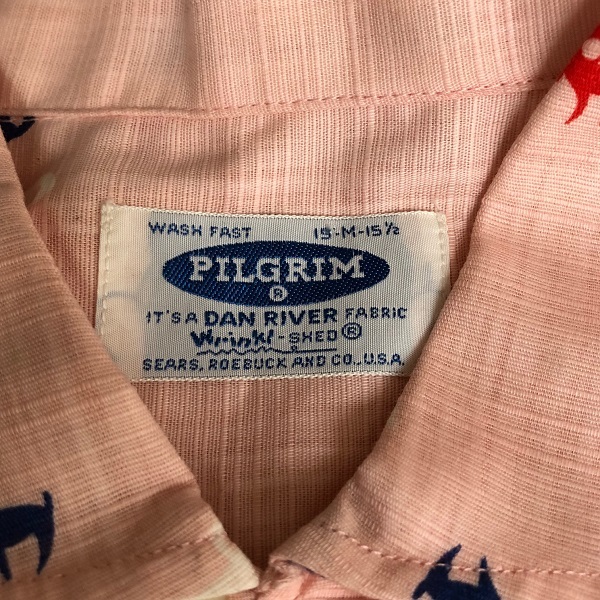 WASH FAST 15-M-15½
PILGRIM
®
IT'S A DAN RIVER FABRIC
Wrinkl-SHED®
SEARS, ROEBUCK AND CO., U.S.A.